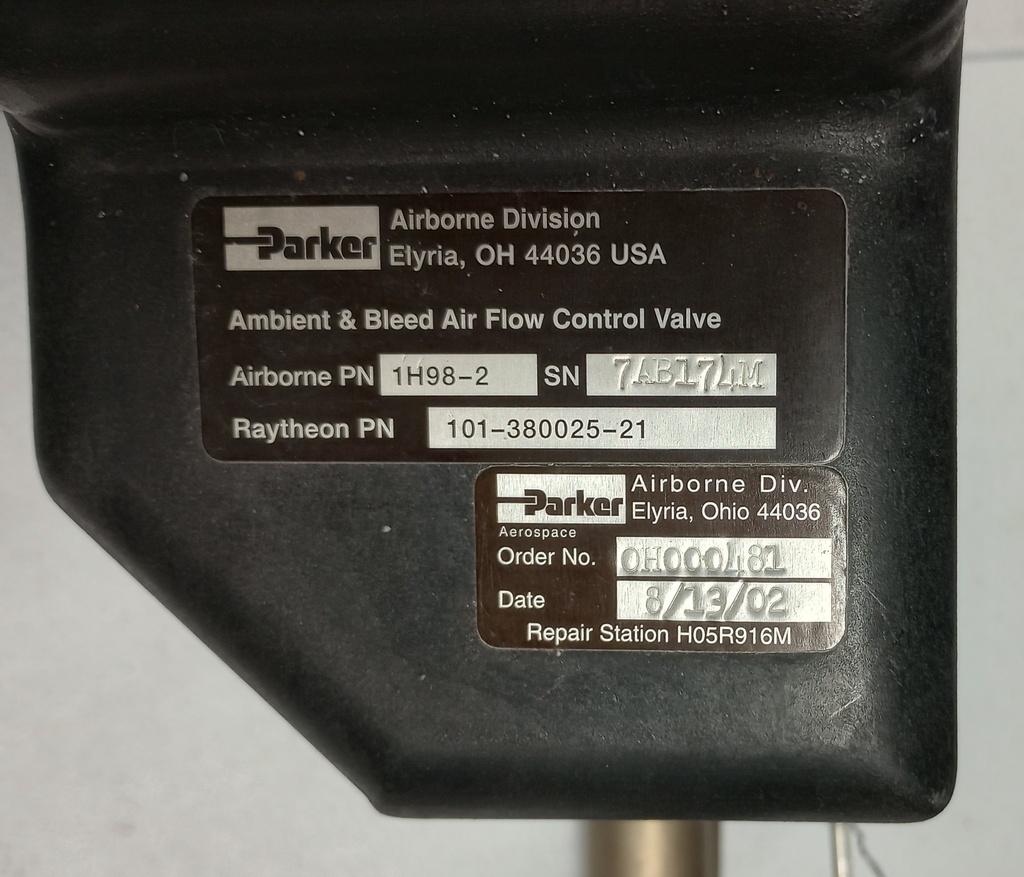 Parker Airborne Division
Elyria, OH 44036 USA
Ambient & Bleed Air Flow Control Valve
Airborne PN 1H98-2 SN 7AB174M
Raytheon PN 101-380025-21
Parker Airborne Div.
Elyria, Ohio 44036
Aerospace
Order No. OH000481
Date 8/13/02
Repair Station H05R916M